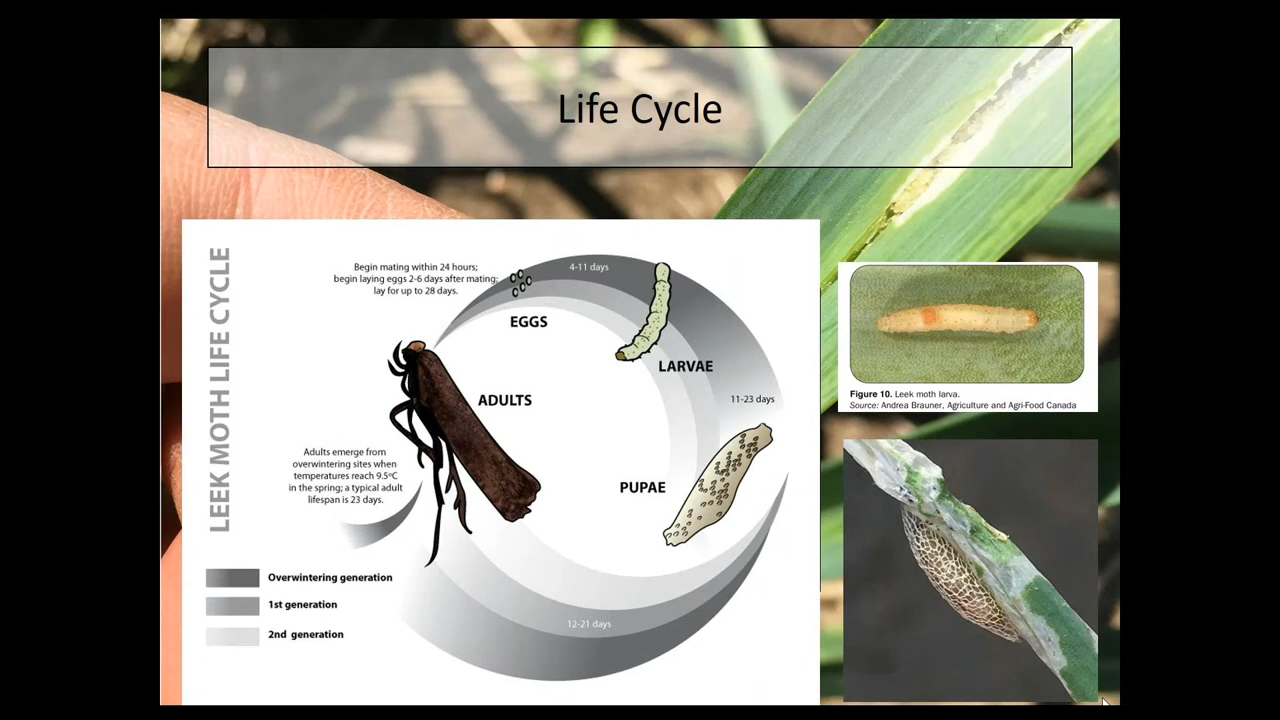 Life Cycle
LEEK MOTH LIFE CYCLE
Begin mating within 24 hours;
begin laying eggs 2-6 days after mating;
lay for up to 28 days.
4-11 days
EGGS
LARVAE
11-23 days
ADULTS
Adults emerge from
overwintering sites when
temperatures reach 9.5ºC
in the spring; a typical adult
lifespan is 23 days.
PUPAE
12-21 days
Overwintering generation
1st generation
2nd generation
Figure 10. Leek moth larva.
Source: Andrea Brauner, Agriculture and Agri-Food Canada